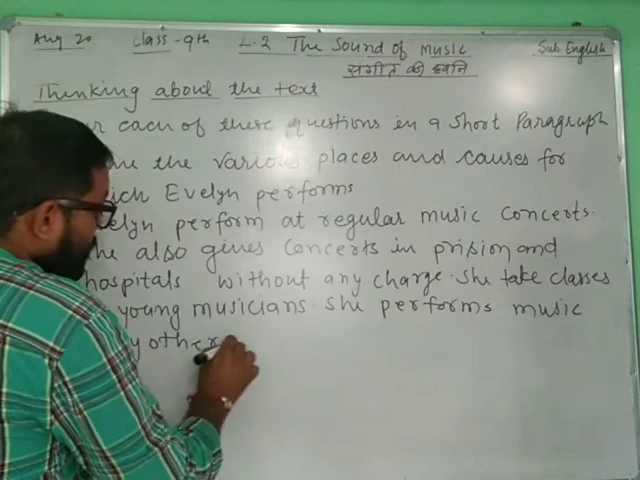 Aug 20 Class - 9th L.2 The Sound of Music Sub English
संगीत की ध्वनि
Thinking about the text
each of these questions in a Short Paragraph
the various places and causes for
Evelyn performs
perform at regular music Concerts.
also gives Concerts in prision and
hospitals without any charge. She take classes
young musicians. She performs music
other